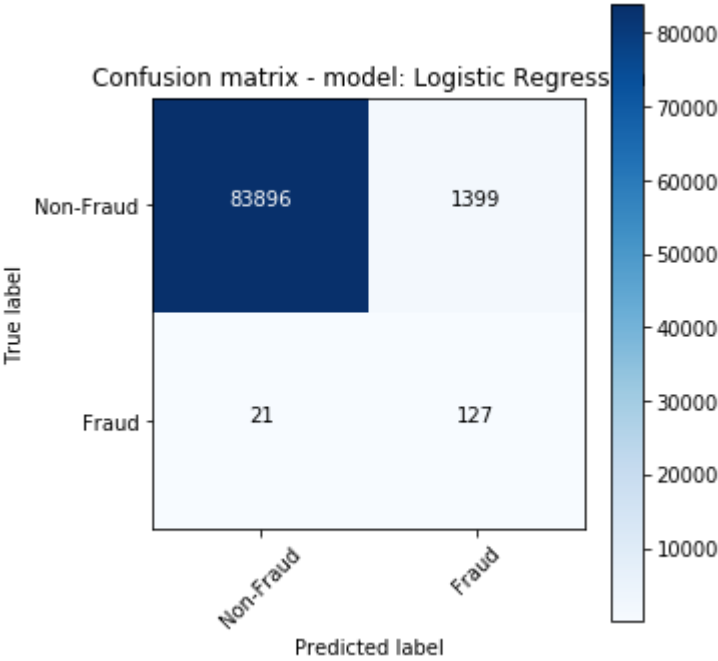 Confusion matrix - model: Logistic Regress
80000
70000
60000
50000
40000
30000
20000
10000
True label
Non-Fraud
83896 1399
Fraud
21 127
Non-Fraud Fraud
Predicted label